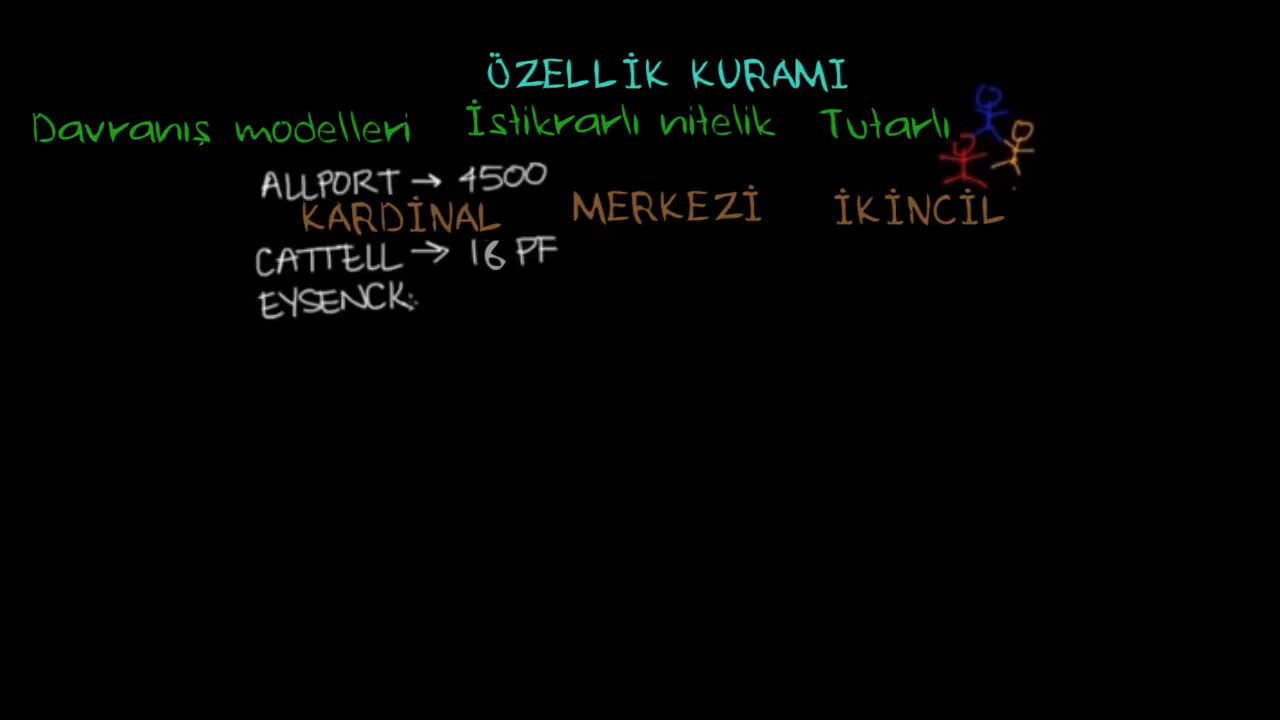 ÖZELLİK KURAMI
Davranış modelleri İstikrarlı nitelik Tutarlı
ALLPORT → 4500
KARDİNAL MERKEZİ İKİNCİL
CATTELL → 16 PF
EYSENCK: